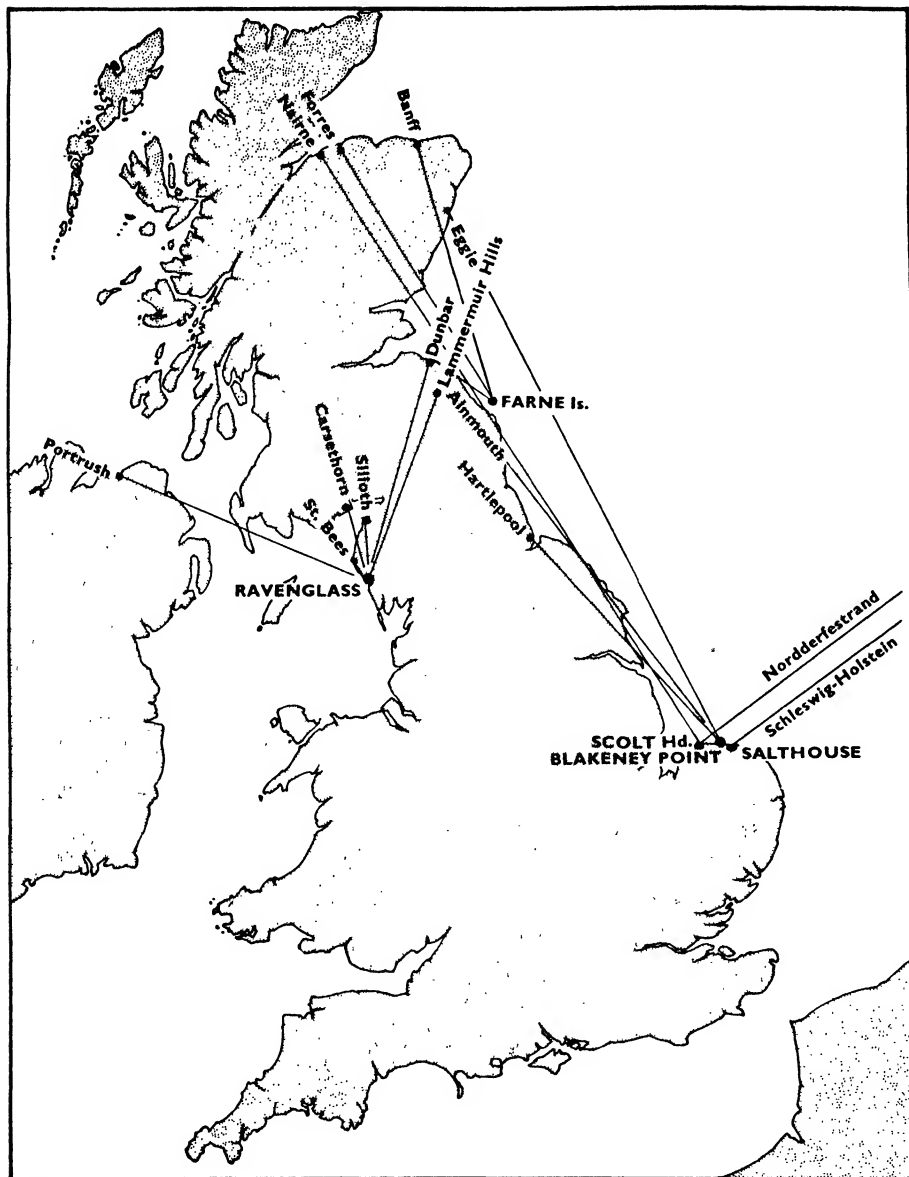 Forres
Nairne
Banff
Eggie
Dunbar
Lammermuir Hills
FARNE Is.
Alnmouth
Carsethorn
Silloth
Hartlepool
Portrush
St. Bees
RAVENGLASS
Nordderfestrand
Schleswig-Holstein
SCOLT Hd.
BLAKENEY POINT
SALTHOUSE